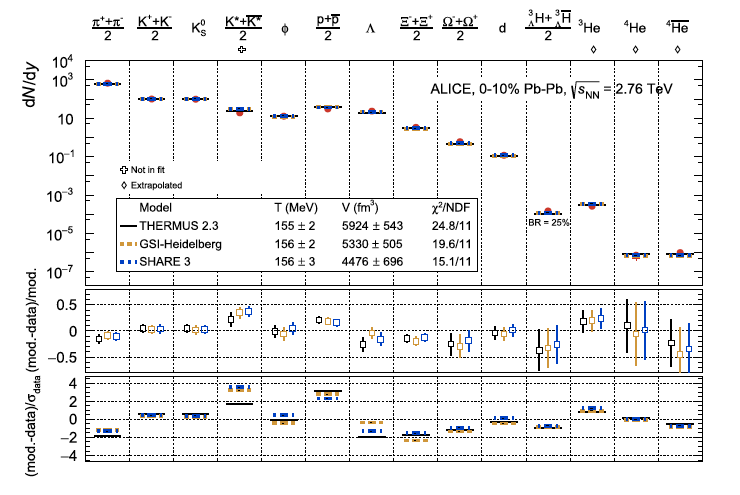 π⁺+π⁻/2 K⁺+K⁻/2 K⁰S K*+K̅*/2 ϕ p+p̅/2 Λ Ξ⁻+Ξ⁺/2 Ω⁻+Ω⁺/2 d ³ΛH+³ΛH̅/2 ³He ⁴He ⁴H̅e̅
dN/dy
10⁴
10
10⁻¹
10⁻³
10⁻⁵
10⁻⁷
ALICE, 0-10% Pb-Pb, √sNN = 2.76 TeV
Not in fit
Extrapolated
Model T (MeV) V (fm³) χ²/NDF
THERMUS 2.3 155 ± 2 5924 ± 543 24.8/11
GSI-Heidelberg 156 ± 2 5330 ± 505 19.6/11
SHARE 3 156 ± 3 4476 ± 696 15.1/11
BR = 25%
(mod.-data)/mod.
0.5
0
−0.5
(mod.-data)/σdata
4
2
0
−2
−4